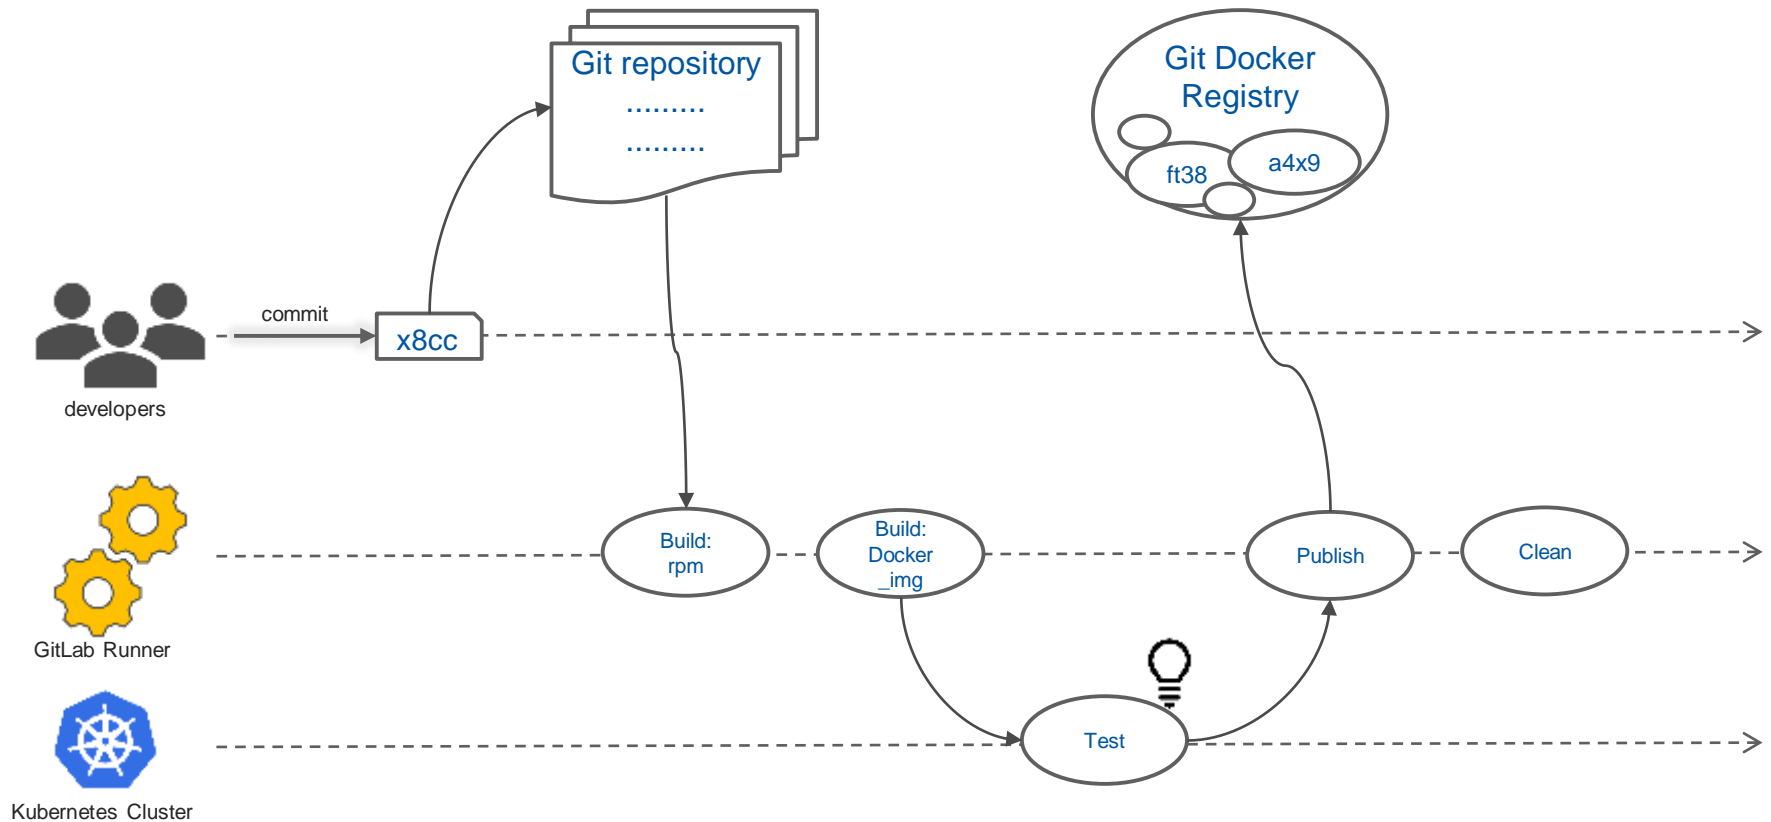 Git repository
.........
.........
Git Docker
Registry
ft38
a4x9
commit
x8cc
developers
Build:
rpm
Build:
Docker
_img
Publish
Clean
GitLab Runner
Test
Kubernetes Cluster